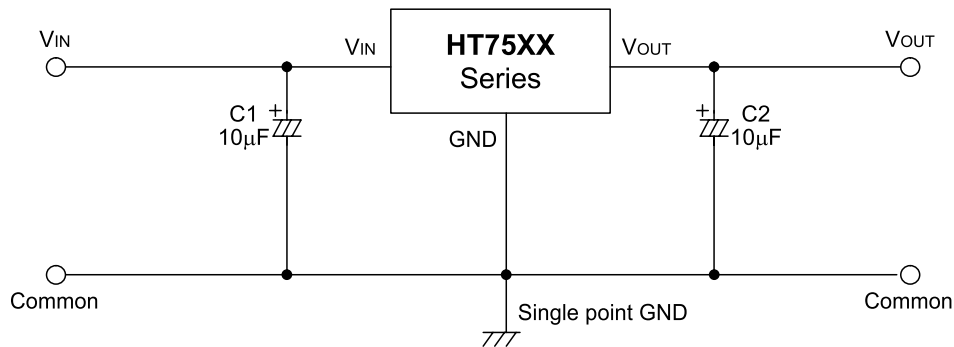 VIN
VIN
HT75XX
Series
VOUT
VOUT
C1
10μF
+
GND
+
C2
10μF
Common
Single point GND
Common